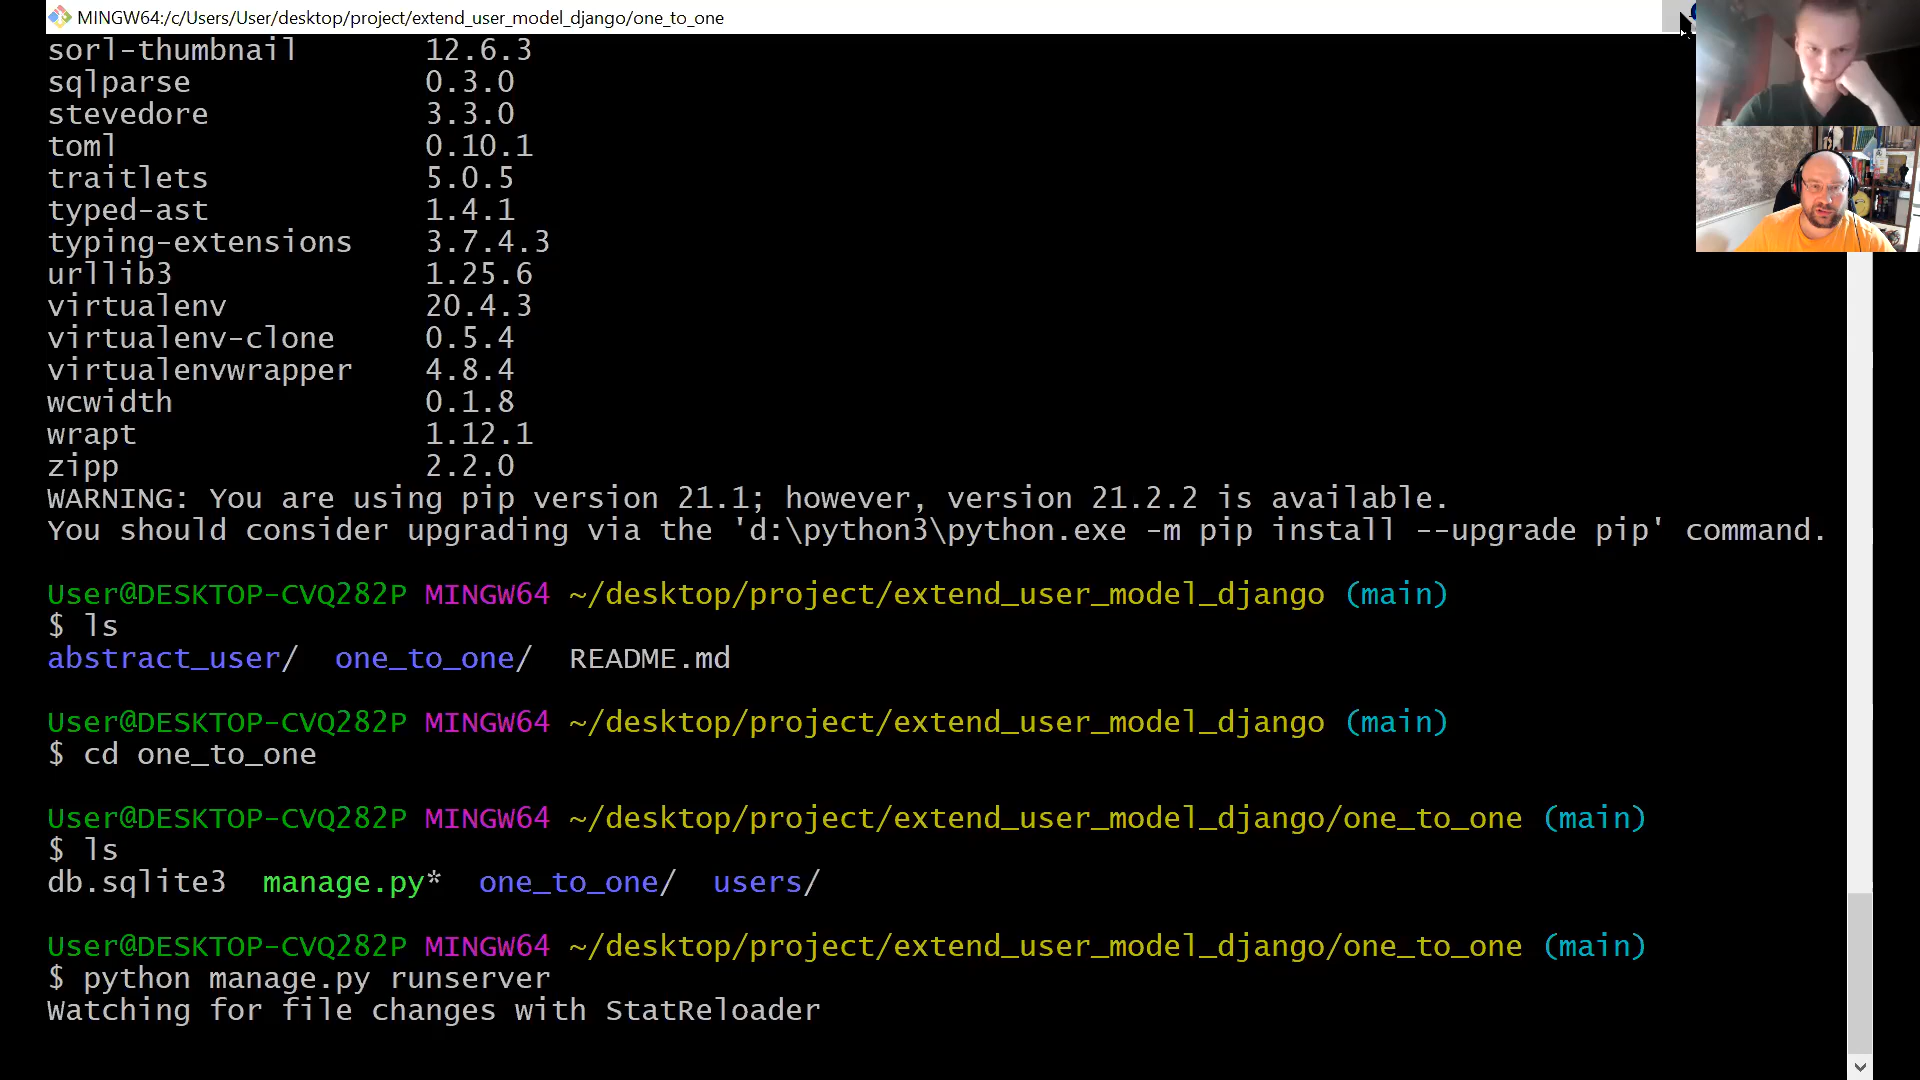 MINGW64:/c/Users/User/desktop/project/extend_user_model_django/one_to_one
sorl-thumbnail 12.6.3
sqlparse 0.3.0
stevedore 3.3.0
toml 0.10.1
traitlets 5.0.5
typed-ast 1.4.1
typing-extensions 3.7.4.3
urllib3 1.25.6
virtualenv 20.4.3
virtualenv-clone 0.5.4
virtualenvwrapper 4.8.4
wcwidth 0.1.8
wrapt 1.12.1
zipp 2.2.0
WARNING: You are using pip version 21.1; however, version 21.2.2 is available.
You should consider upgrading via the 'd:\python3\python.exe -m pip install --upgrade pip' command.
User@DESKTOP-CVQ282P MINGW64 ~/desktop/project/extend_user_model_django (main)
$ ls
abstract_user/ one_to_one/ README.md
User@DESKTOP-CVQ282P MINGW64 ~/desktop/project/extend_user_model_django (main)
$ cd one_to_one
User@DESKTOP-CVQ282P MINGW64 ~/desktop/project/extend_user_model_django/one_to_one (main)
$ ls
db.sqlite3 manage.py* one_to_one/ users/
User@DESKTOP-CVQ282P MINGW64 ~/desktop/project/extend_user_model_django/one_to_one (main)
$ python manage.py runserver
Watching for file changes with StatReloader